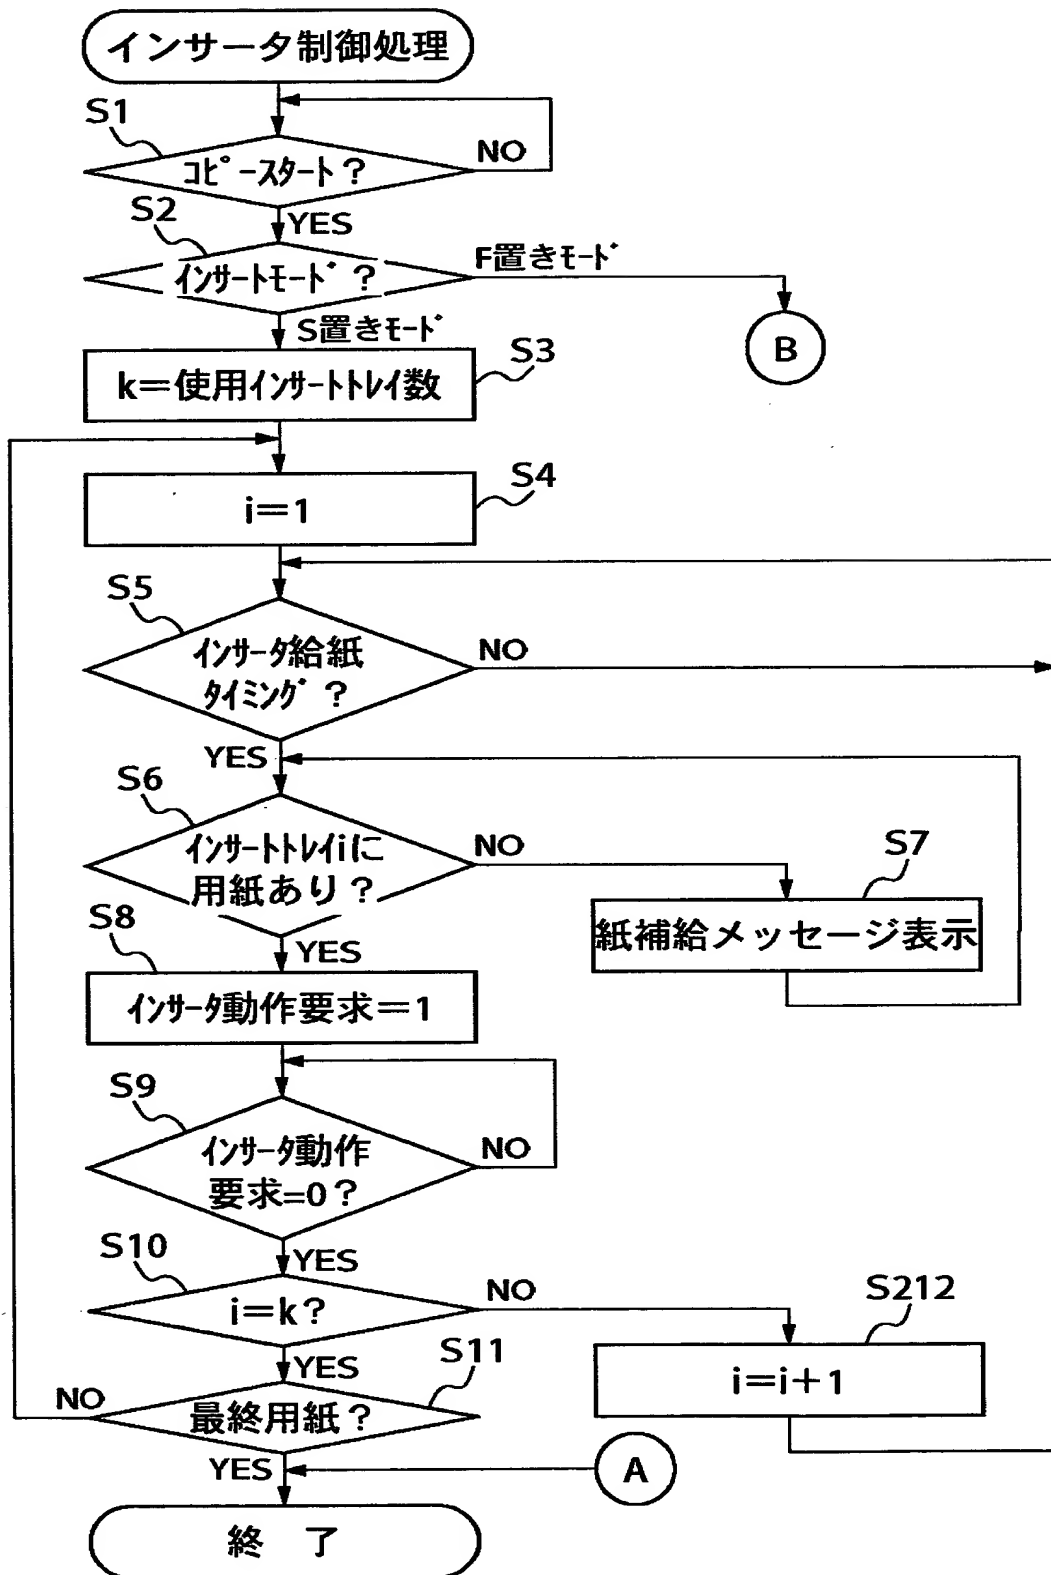 インサータ制御処理
S1
コピースタート？
NO
YES
S2
インサートモード？
F置きモード
B
S置きモード
S3
k＝使用インサートトレイ数
S4
i＝1
S5
インサータ給紙
タイミング？
NO
YES
S6
インサートトレイiに
用紙あり？
NO
S7
紙補給メッセージ表示
YES
S8
インサータ動作要求＝1
S9
インサータ動作
要求=0？
NO
YES
S10
i＝k？
NO
S212
i＝i＋1
YES
S11
最終用紙？
NO
YES
A
終　了